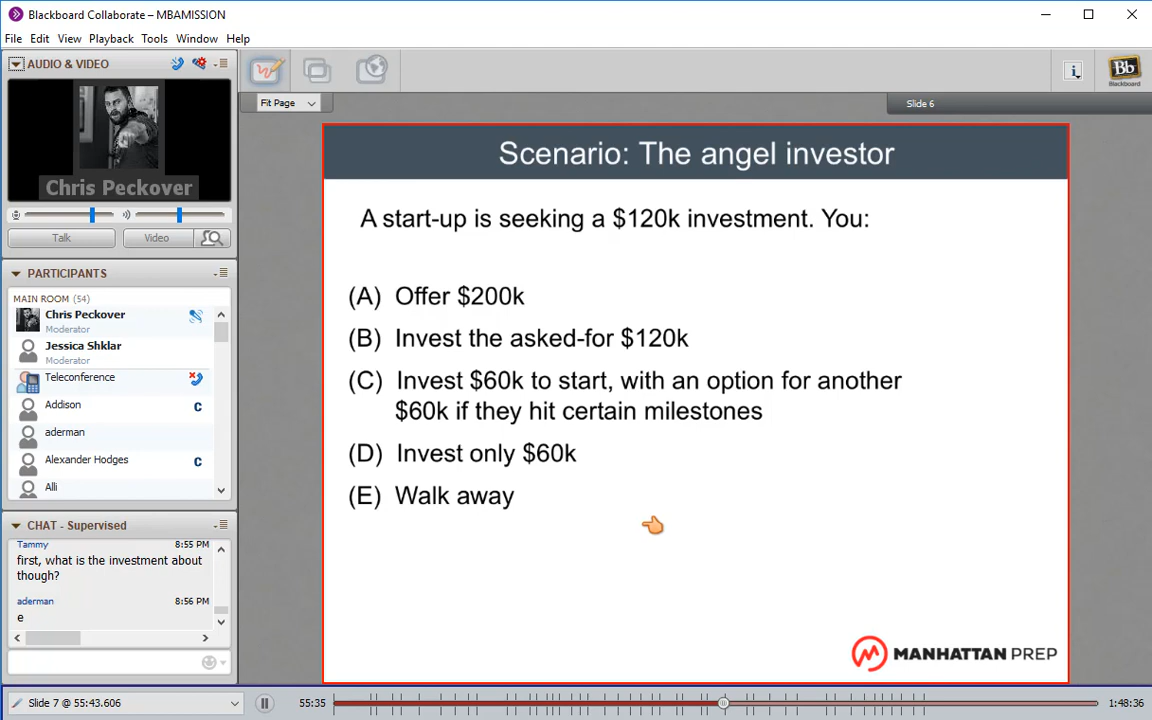 Blackboard Collaborate – MBAMISSION
File Edit View Playback Tools Window Help
AUDIO & VIDEO
Chris Peckover
Talk
Video
PARTICIPANTS
MAIN ROOM (54)
Chris Peckover
Moderator
Jessica Shklar
Moderator
Teleconference
Addison
C
aderman
Alexander Hodges
C
Alli
CHAT - Supervised
Tammy 8:55 PM
first, what is the investment about
though?
aderman 8:56 PM
e
Fit Page
i
Bb
Blackboard
Slide 6
Scenario: The angel investor
A start-up is seeking a $120k investment. You:
(A) Offer $200k
(B) Invest the asked-for $120k
(C) Invest $60k to start, with an option for another
$60k if they hit certain milestones
(D) Invest only $60k
(E) Walk away
MANHATTAN PREP
Slide 7 @ 55:43.606
55:35
1:48:36